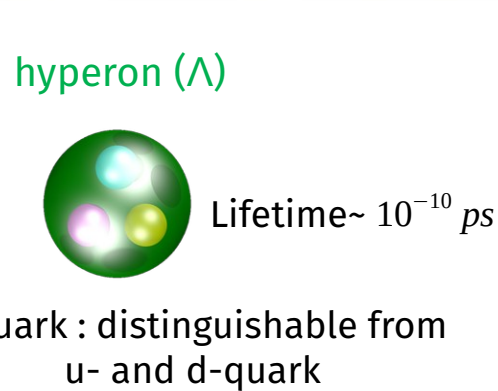 hyperon (Λ)
Lifetime~ 10⁻¹⁰ ps
uark : distinguishable from
u- and d-quark